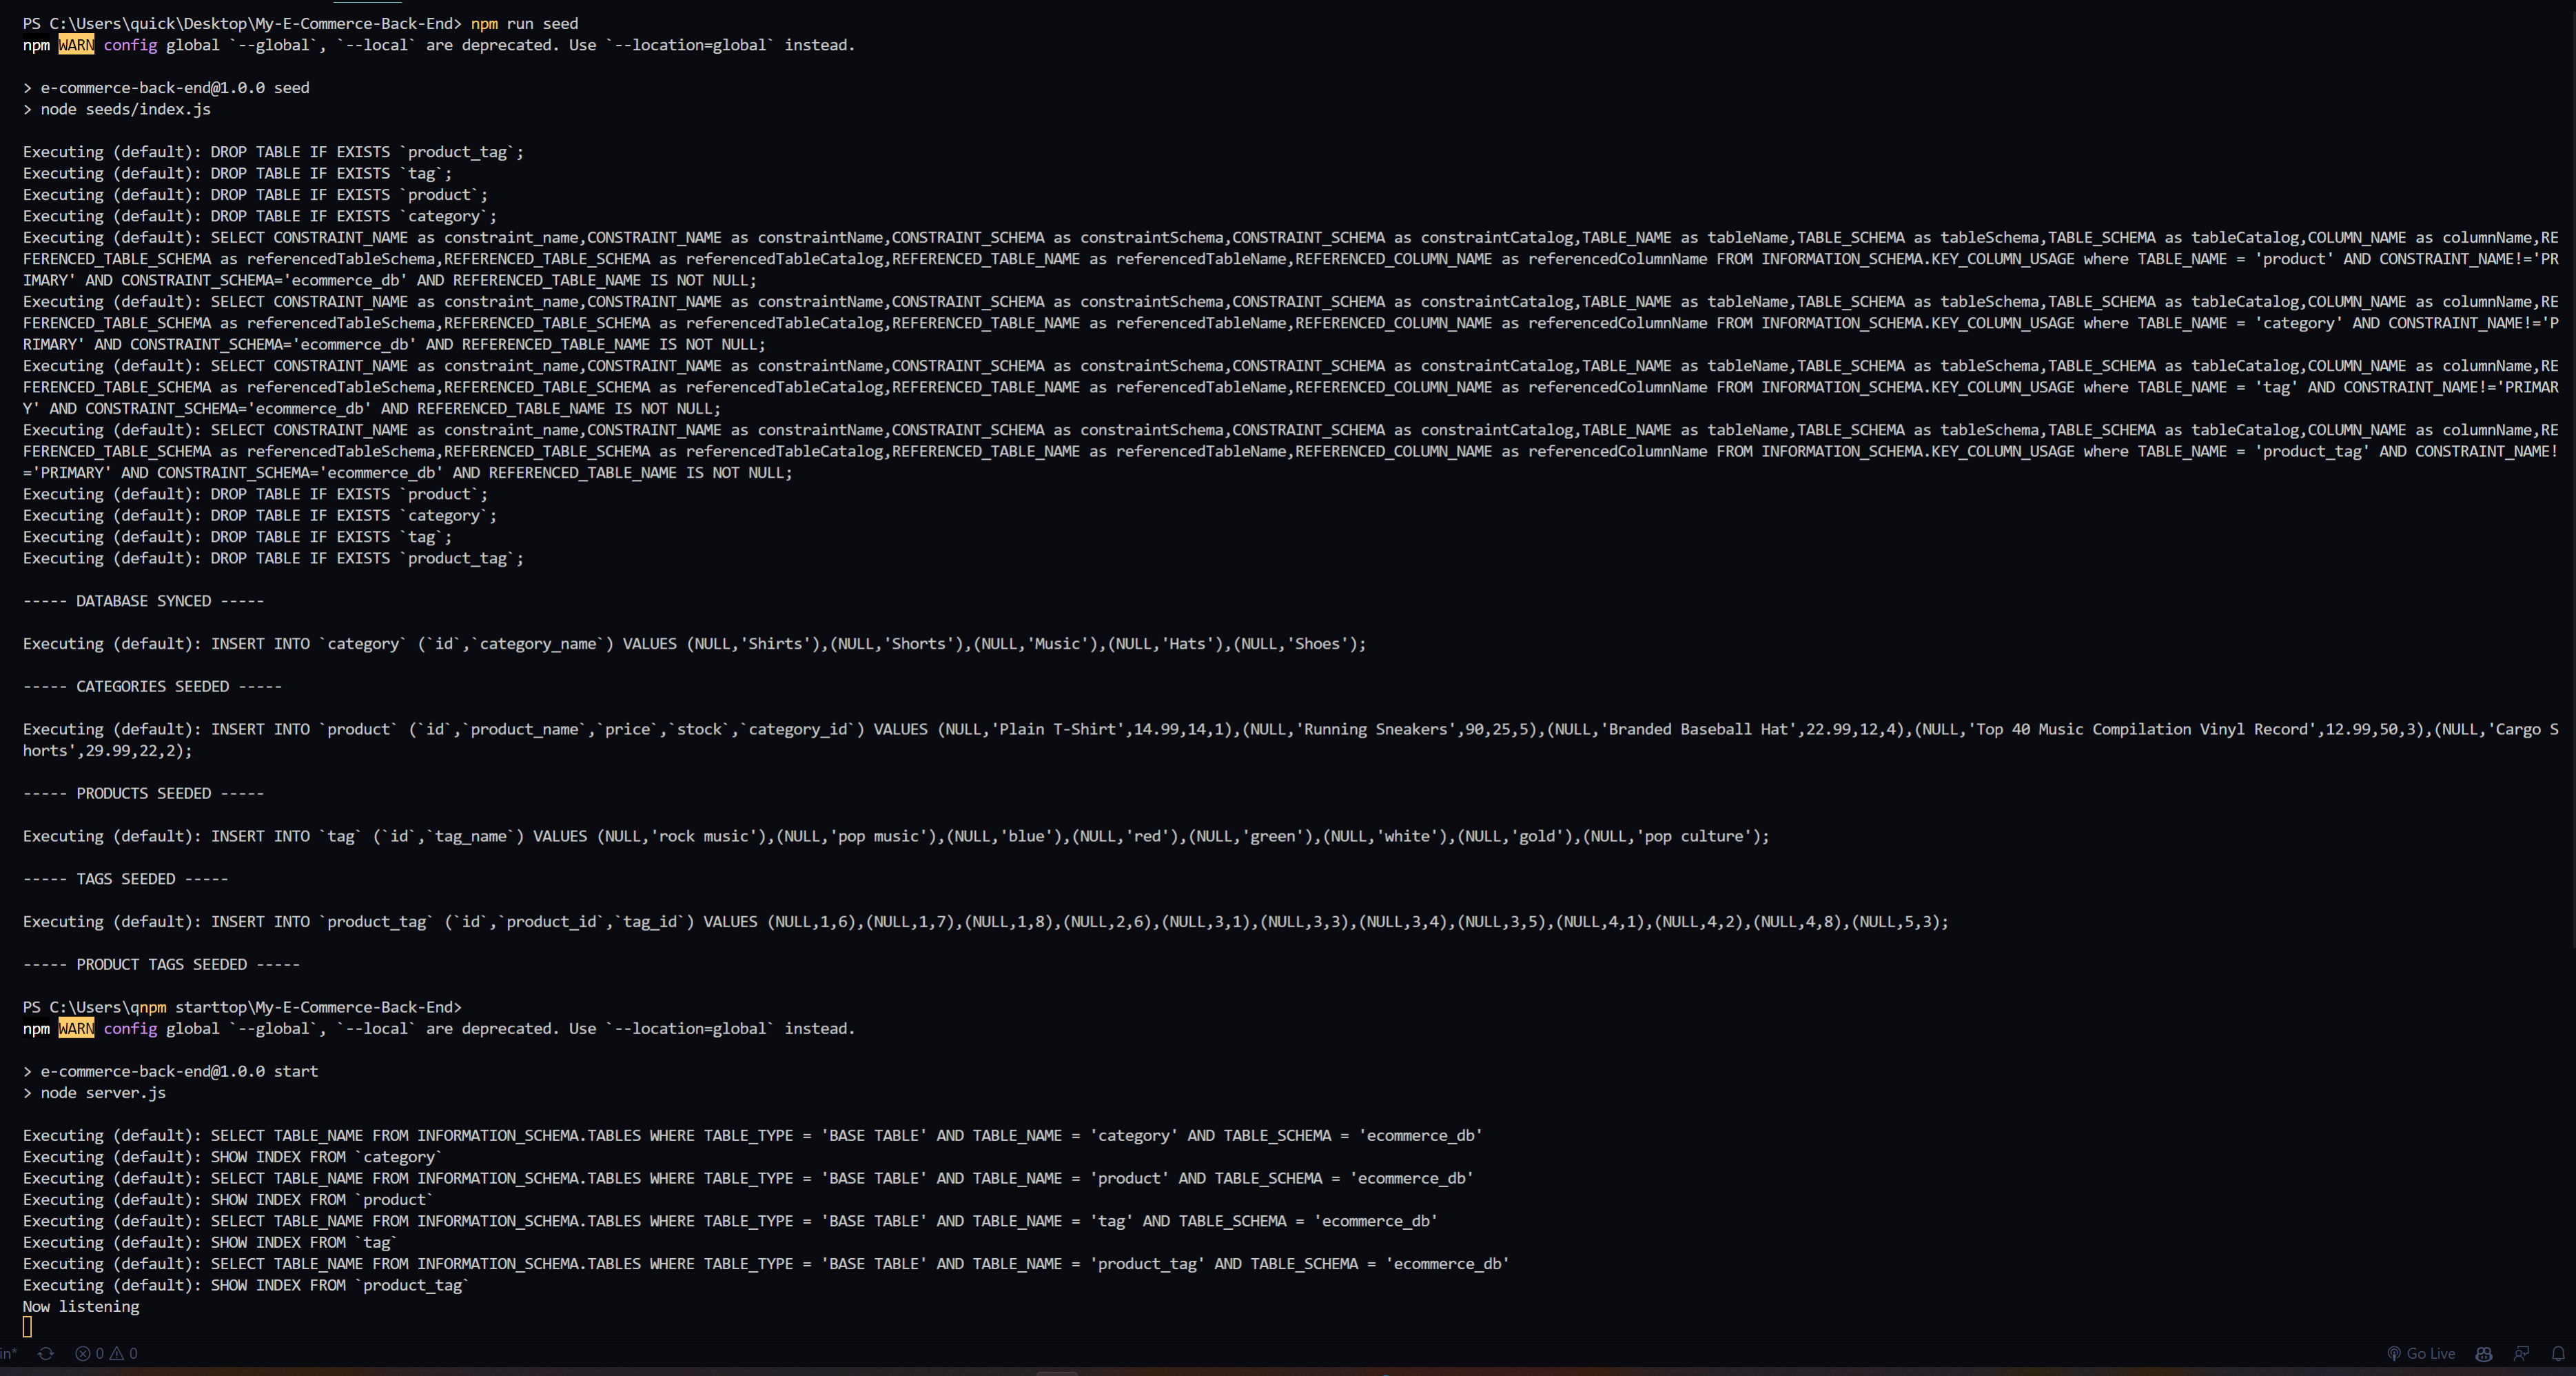 PS C:\Users\quick\Desktop\My-E-Commerce-Back-End> npm run seed
npm WARN config global `--global`, `--local` are deprecated. Use `--location=global` instead.
> e-commerce-back-end@1.0.0 seed
> node seeds/index.js
Executing (default): DROP TABLE IF EXISTS `product_tag`;
Executing (default): DROP TABLE IF EXISTS `tag`;
Executing (default): DROP TABLE IF EXISTS `product`;
Executing (default): DROP TABLE IF EXISTS `category`;
Executing (default): SELECT CONSTRAINT_NAME as constraint_name,CONSTRAINT_NAME as constraintName,CONSTRAINT_SCHEMA as constraintSchema,CONSTRAINT_SCHEMA as constraintCatalog,TABLE_NAME as tableName,TABLE_SCHEMA as tableSchema,TABLE_SCHEMA as tableCatalog,COLUMN_NAME as columnName,RE
FERENCED_TABLE_SCHEMA as referencedTableSchema,REFERENCED_TABLE_SCHEMA as referencedTableCatalog,REFERENCED_TABLE_NAME as referencedTableName,REFERENCED_COLUMN_NAME as referencedColumnName FROM INFORMATION_SCHEMA.KEY_COLUMN_USAGE where TABLE_NAME = 'product' AND CONSTRAINT_NAME!='PR
IMARY' AND CONSTRAINT_SCHEMA='ecommerce_db' AND REFERENCED_TABLE_NAME IS NOT NULL;
Executing (default): SELECT CONSTRAINT_NAME as constraint_name,CONSTRAINT_NAME as constraintName,CONSTRAINT_SCHEMA as constraintSchema,CONSTRAINT_SCHEMA as constraintCatalog,TABLE_NAME as tableName,TABLE_SCHEMA as tableSchema,TABLE_SCHEMA as tableCatalog,COLUMN_NAME as columnName,RE
FERENCED_TABLE_SCHEMA as referencedTableSchema,REFERENCED_TABLE_SCHEMA as referencedTableCatalog,REFERENCED_TABLE_NAME as referencedTableName,REFERENCED_COLUMN_NAME as referencedColumnName FROM INFORMATION_SCHEMA.KEY_COLUMN_USAGE where TABLE_NAME = 'category' AND CONSTRAINT_NAME!='P
RIMARY' AND CONSTRAINT_SCHEMA='ecommerce_db' AND REFERENCED_TABLE_NAME IS NOT NULL;
Executing (default): SELECT CONSTRAINT_NAME as constraint_name,CONSTRAINT_NAME as constraintName,CONSTRAINT_SCHEMA as constraintSchema,CONSTRAINT_SCHEMA as constraintCatalog,TABLE_NAME as tableName,TABLE_SCHEMA as tableSchema,TABLE_SCHEMA as tableCatalog,COLUMN_NAME as columnName,RE
FERENCED_TABLE_SCHEMA as referencedTableSchema,REFERENCED_TABLE_SCHEMA as referencedTableCatalog,REFERENCED_TABLE_NAME as referencedTableName,REFERENCED_COLUMN_NAME as referencedColumnName FROM INFORMATION_SCHEMA.KEY_COLUMN_USAGE where TABLE_NAME = 'tag' AND CONSTRAINT_NAME!='PRIMAR
Y' AND CONSTRAINT_SCHEMA='ecommerce_db' AND REFERENCED_TABLE_NAME IS NOT NULL;
Executing (default): SELECT CONSTRAINT_NAME as constraint_name,CONSTRAINT_NAME as constraintName,CONSTRAINT_SCHEMA as constraintSchema,CONSTRAINT_SCHEMA as constraintCatalog,TABLE_NAME as tableName,TABLE_SCHEMA as tableSchema,TABLE_SCHEMA as tableCatalog,COLUMN_NAME as columnName,RE
FERENCED_TABLE_SCHEMA as referencedTableSchema,REFERENCED_TABLE_SCHEMA as referencedTableCatalog,REFERENCED_TABLE_NAME as referencedTableName,REFERENCED_COLUMN_NAME as referencedColumnName FROM INFORMATION_SCHEMA.KEY_COLUMN_USAGE where TABLE_NAME = 'product_tag' AND CONSTRAINT_NAME!
='PRIMARY' AND CONSTRAINT_SCHEMA='ecommerce_db' AND REFERENCED_TABLE_NAME IS NOT NULL;
Executing (default): DROP TABLE IF EXISTS `product`;
Executing (default): DROP TABLE IF EXISTS `category`;
Executing (default): DROP TABLE IF EXISTS `tag`;
Executing (default): DROP TABLE IF EXISTS `product_tag`;
----- DATABASE SYNCED -----
Executing (default): INSERT INTO `category` (`id`,`category_name`) VALUES (NULL,'Shirts'),(NULL,'Shorts'),(NULL,'Music'),(NULL,'Hats'),(NULL,'Shoes');
----- CATEGORIES SEEDED -----
Executing (default): INSERT INTO `product` (`id`,`product_name`,`price`,`stock`,`category_id`) VALUES (NULL,'Plain T-Shirt',14.99,14,1),(NULL,'Running Sneakers',90,25,5),(NULL,'Branded Baseball Hat',22.99,12,4),(NULL,'Top 40 Music Compilation Vinyl Record',12.99,50,3),(NULL,'Cargo S
horts',29.99,22,2);
----- PRODUCTS SEEDED -----
Executing (default): INSERT INTO `tag` (`id`,`tag_name`) VALUES (NULL,'rock music'),(NULL,'pop music'),(NULL,'blue'),(NULL,'red'),(NULL,'green'),(NULL,'white'),(NULL,'gold'),(NULL,'pop culture');
----- TAGS SEEDED -----
Executing (default): INSERT INTO `product_tag` (`id`,`product_id`,`tag_id`) VALUES (NULL,1,6),(NULL,1,7),(NULL,1,8),(NULL,2,6),(NULL,3,1),(NULL,3,3),(NULL,3,4),(NULL,3,5),(NULL,4,1),(NULL,4,2),(NULL,4,8),(NULL,5,3);
----- PRODUCT TAGS SEEDED -----
PS C:\Users\qnpm starttop\My-E-Commerce-Back-End>
npm WARN config global `--global`, `--local` are deprecated. Use `--location=global` instead.
> e-commerce-back-end@1.0.0 start
> node server.js
Executing (default): SELECT TABLE_NAME FROM INFORMATION_SCHEMA.TABLES WHERE TABLE_TYPE = 'BASE TABLE' AND TABLE_NAME = 'category' AND TABLE_SCHEMA = 'ecommerce_db'
Executing (default): SHOW INDEX FROM `category`
Executing (default): SELECT TABLE_NAME FROM INFORMATION_SCHEMA.TABLES WHERE TABLE_TYPE = 'BASE TABLE' AND TABLE_NAME = 'product' AND TABLE_SCHEMA = 'ecommerce_db'
Executing (default): SHOW INDEX FROM `product`
Executing (default): SELECT TABLE_NAME FROM INFORMATION_SCHEMA.TABLES WHERE TABLE_TYPE = 'BASE TABLE' AND TABLE_NAME = 'tag' AND TABLE_SCHEMA = 'ecommerce_db'
Executing (default): SHOW INDEX FROM `tag`
Executing (default): SELECT TABLE_NAME FROM INFORMATION_SCHEMA.TABLES WHERE TABLE_TYPE = 'BASE TABLE' AND TABLE_NAME = 'product_tag' AND TABLE_SCHEMA = 'ecommerce_db'
Executing (default): SHOW INDEX FROM `product_tag`
Now listening
in* 0 0 Go Live